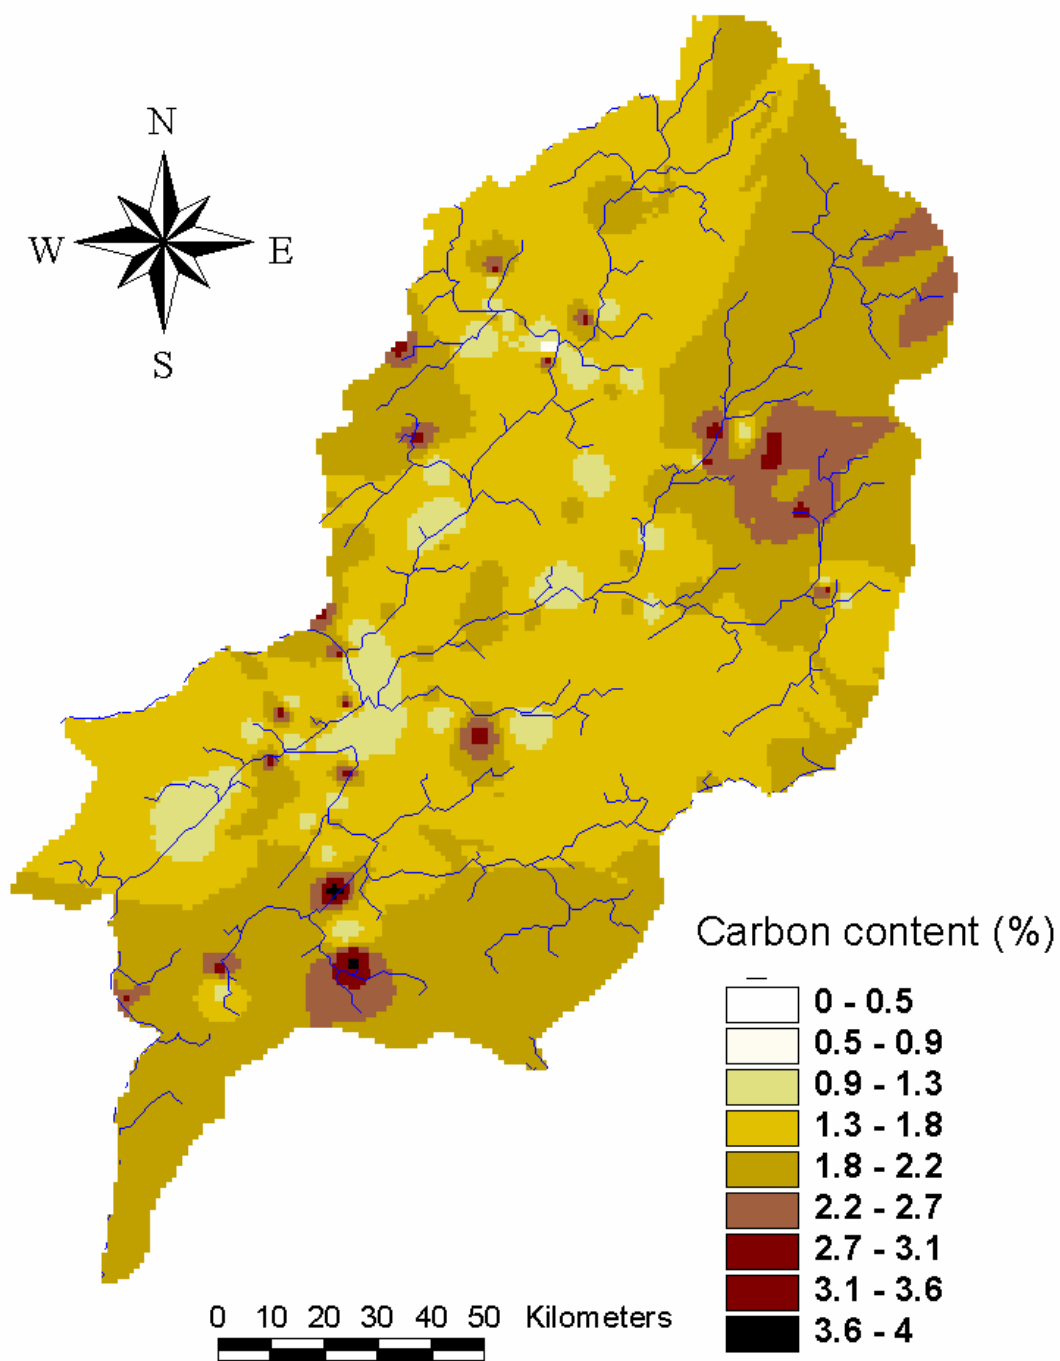 N
W E
S
Carbon content (%)
0 - 0.5
0.5 - 0.9
0.9 - 1.3
1.3 - 1.8
1.8 - 2.2
2.2 - 2.7
2.7 - 3.1
3.1 - 3.6
3.6 - 4
0 10 20 30 40 50 Kilometers